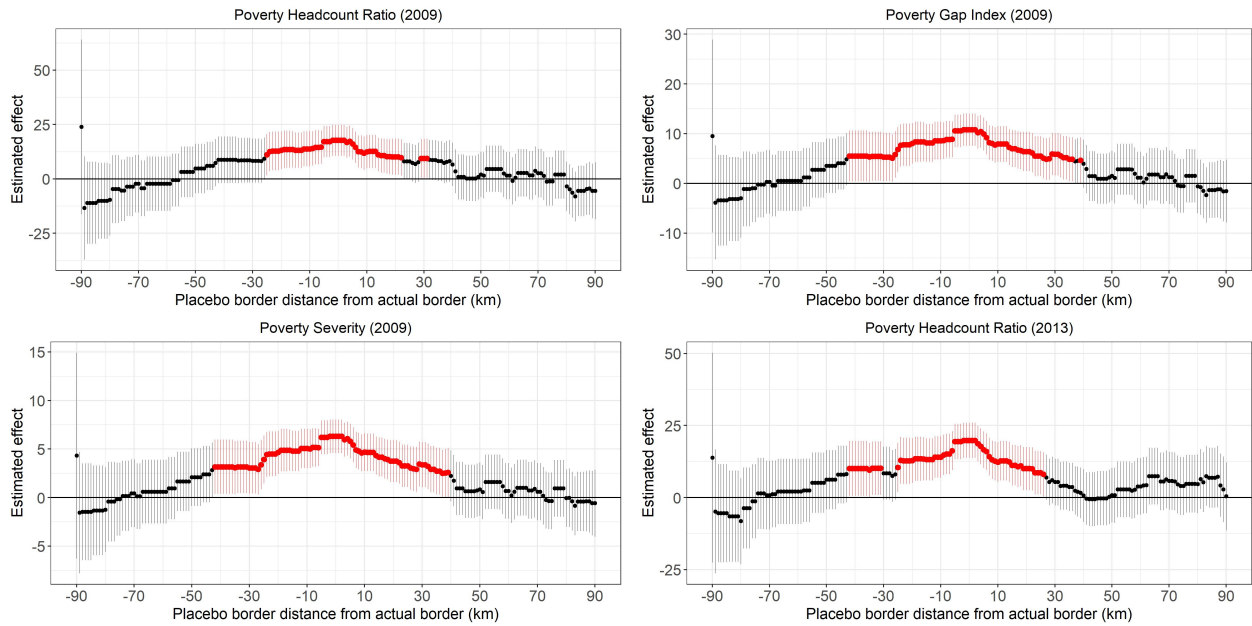 Poverty Headcount Ratio (2009)
Estimated effect
50
25
0
-25
-90 -70 -50 -30 -10 10 30 50 70 90
Placebo border distance from actual border (km)
Poverty Gap Index (2009)
Estimated effect
30
20
10
0
-10
-90 -70 -50 -30 -10 10 30 50 70 90
Placebo border distance from actual border (km)
Poverty Severity (2009)
Estimated effect
15
10
5
0
-5
-90 -70 -50 -30 -10 10 30 50 70 90
Placebo border distance from actual border (km)
Poverty Headcount Ratio (2013)
Estimated effect
50
25
0
-25
-90 -70 -50 -30 -10 10 30 50 70 90
Placebo border distance from actual border (km)